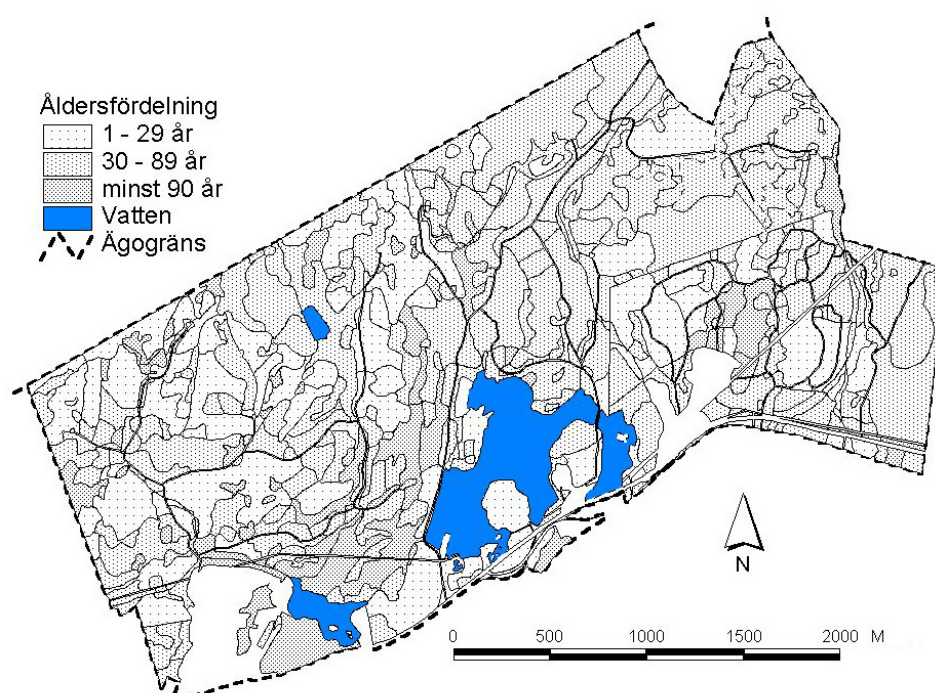 Åldersfördelning
1 - 29 år
30 - 89 år
minst 90 år
Vatten
Ägogräns
N
0 500 1000 1500 2000 M